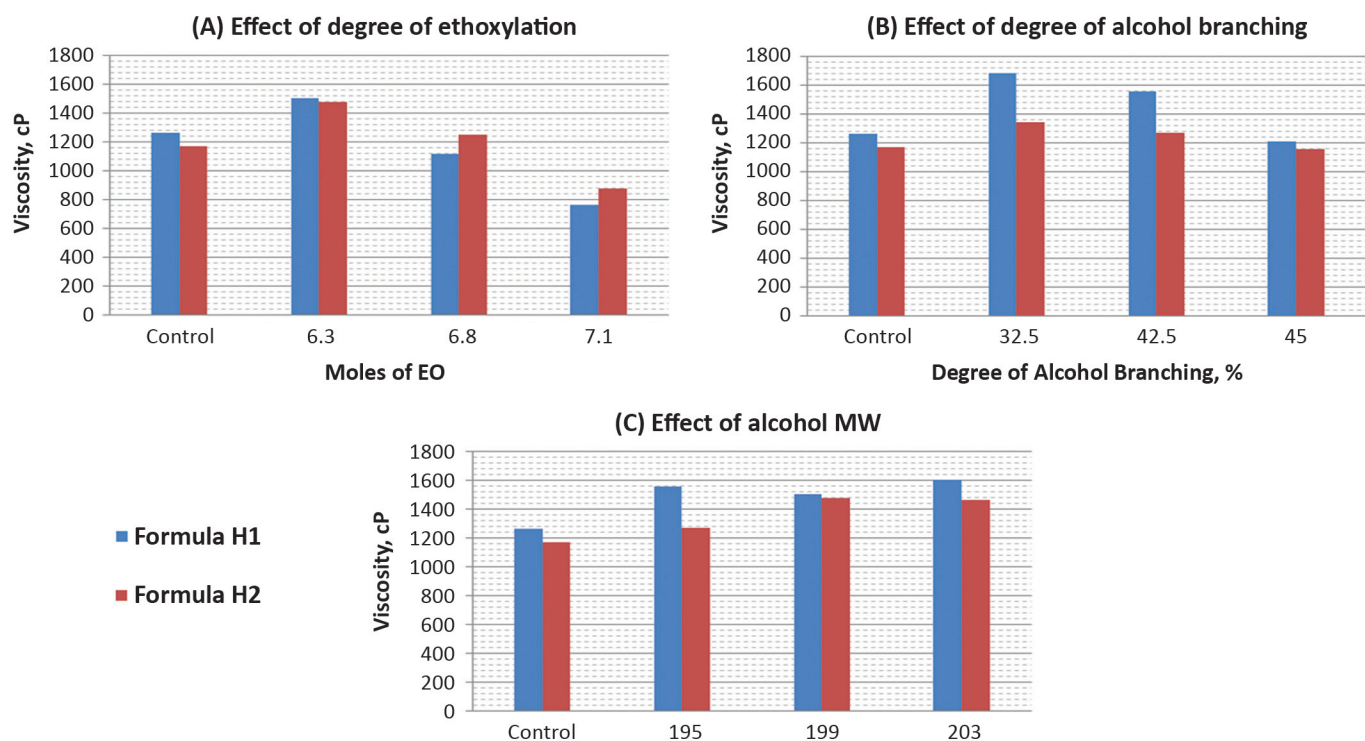 (A) Effect of degree of ethoxylation
1800
1600
1400
1200
1000
800
600
400
200
0
Viscosity, cP
Control 6.3 6.8 7.1
Moles of EO
(B) Effect of degree of alcohol branching
1800
1600
1400
1200
1000
800
600
400
200
0
Viscosity, cP
Control 32.5 42.5 45
Degree of Alcohol Branching, %
(C) Effect of alcohol MW
1800
1600
1400
1200
1000
800
600
400
200
0
Viscosity, cP
Control 195 199 203
Formula H1
Formula H2